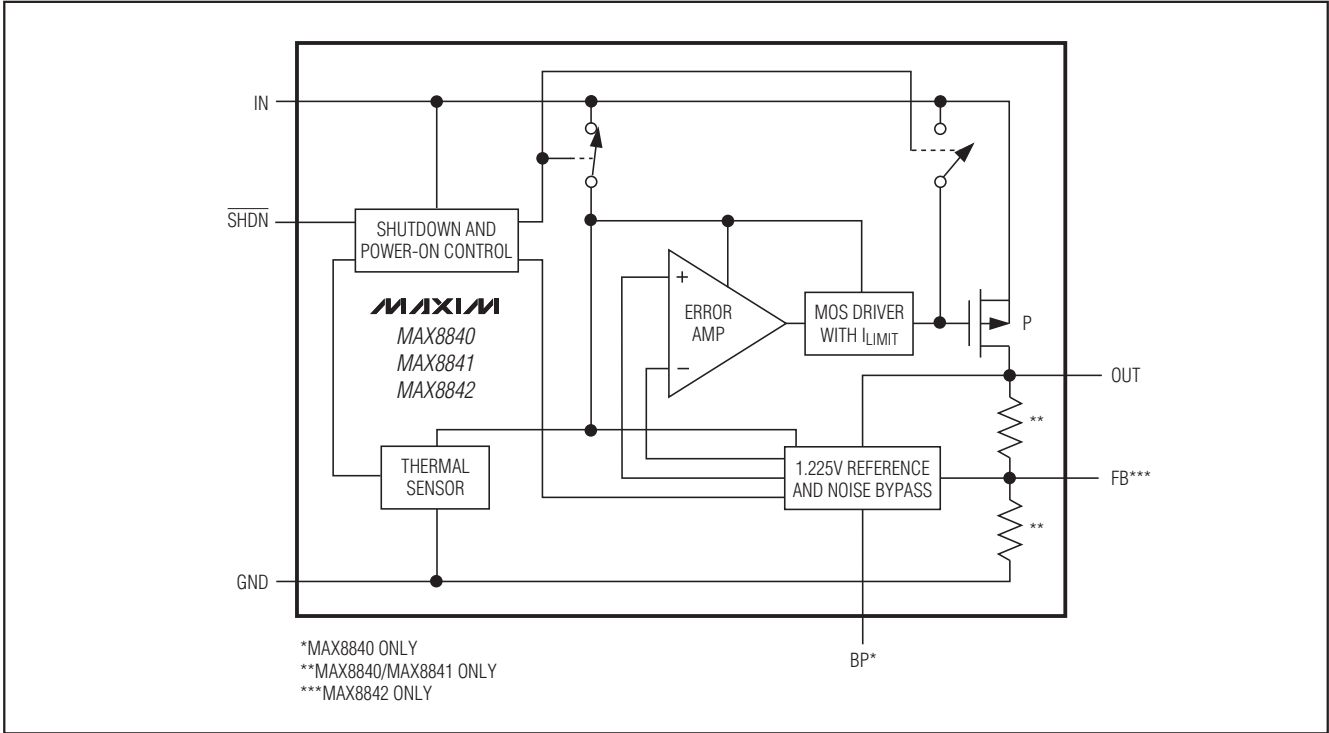 IN
SHDN
SHUTDOWN AND
POWER-ON CONTROL
MAXIM
MAX8840
MAX8841
MAX8842
ERROR
AMP
+
−
MOS DRIVER
WITH ILIMIT
P
OUT
**
FB***
**
THERMAL
SENSOR
1.225V REFERENCE
AND NOISE BYPASS
GND
BP*
*MAX8840 ONLY
**MAX8840/MAX8841 ONLY
***MAX8842 ONLY